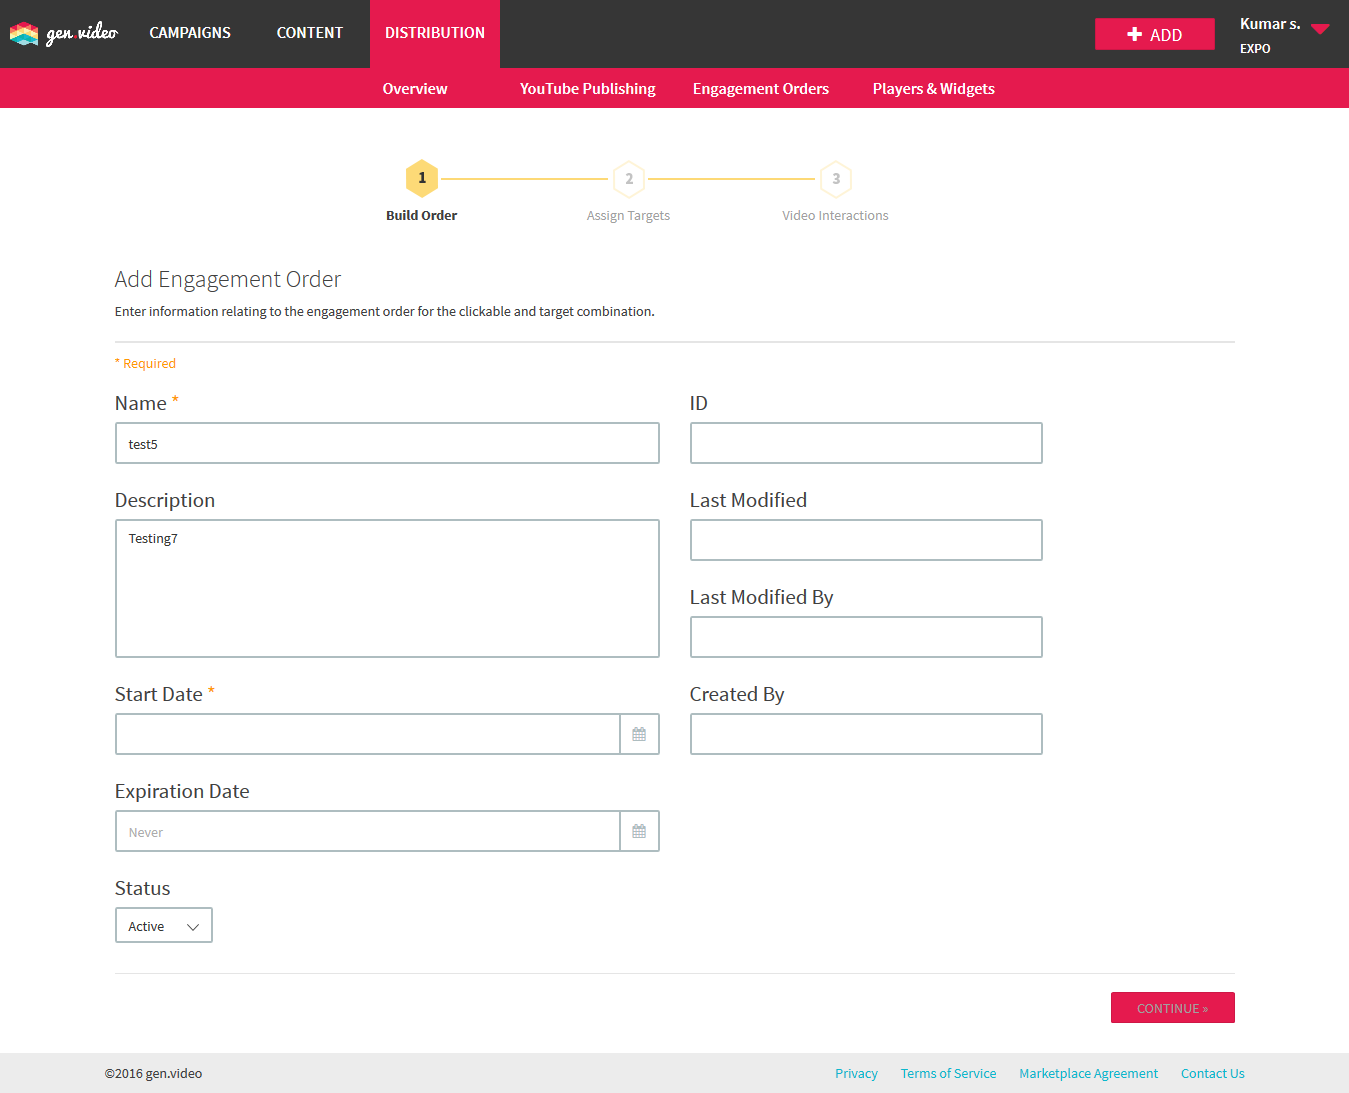 gen.video CAMPAIGNS CONTENT DISTRIBUTION + ADD Kumar s.
EXPO
Overview YouTube Publishing Engagement Orders Players & Widgets
1 2 3
Build Order Assign Targets Video Interactions
Add Engagement Order
Enter information relating to the engagement order for the clickable and target combination.
* Required
Name * ID
test5
Description Last Modified
Testing7
Last Modified By
Start Date * Created By
Expiration Date
Never
Status
Active
CONTINUE »
©2016 gen.video Privacy Terms of Service Marketplace Agreement Contact Us